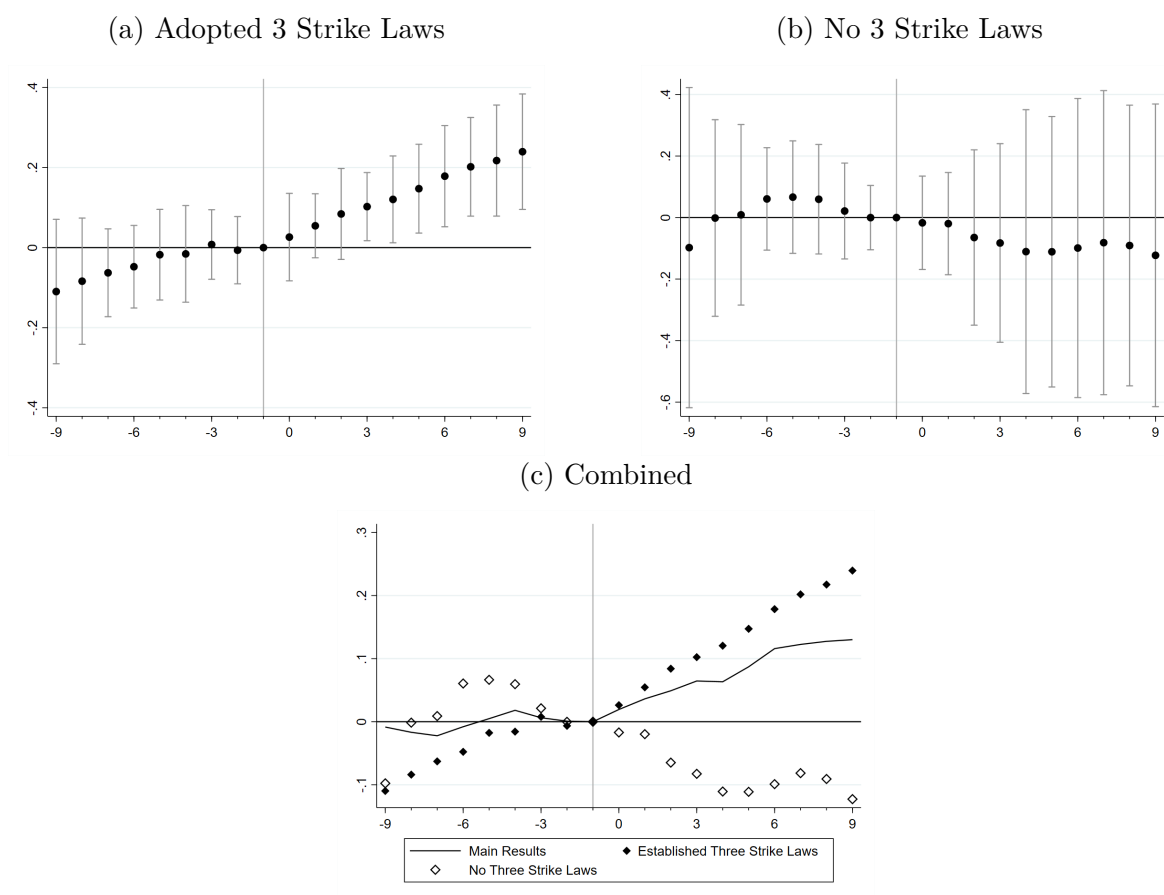 (a) Adopted 3 Strike Laws
.4
.2
0
-.2
-.4
-9 -6 -3 0 3 6 9
(b) No 3 Strike Laws
.4
.2
0
-.2
-.4
-.6
-9 -6 -3 0 3 6 9
(c) Combined
.3
.2
.1
0
-.1
-9 -6 -3 0 3 6 9
Main Results Established Three Strike Laws
No Three Strike Laws